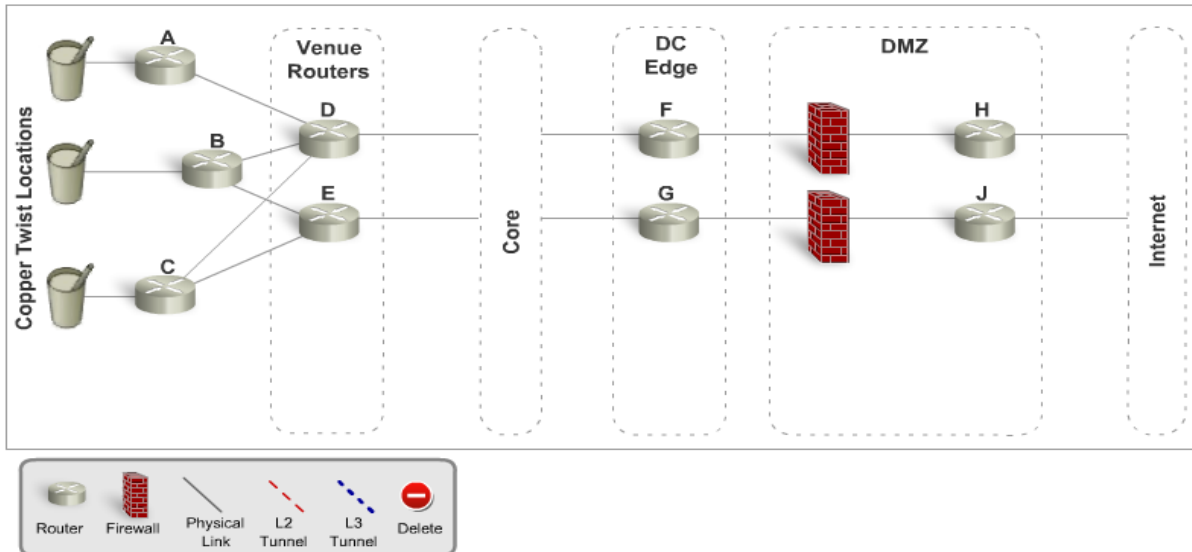 A
Venue
Routers
DC
Edge
DMZ
D
F
H
B
E
G
J
C
Copper Twist Locations
Core
Internet
Router
Firewall
Physical
Link
L2
Tunnel
L3
Tunnel
Delete